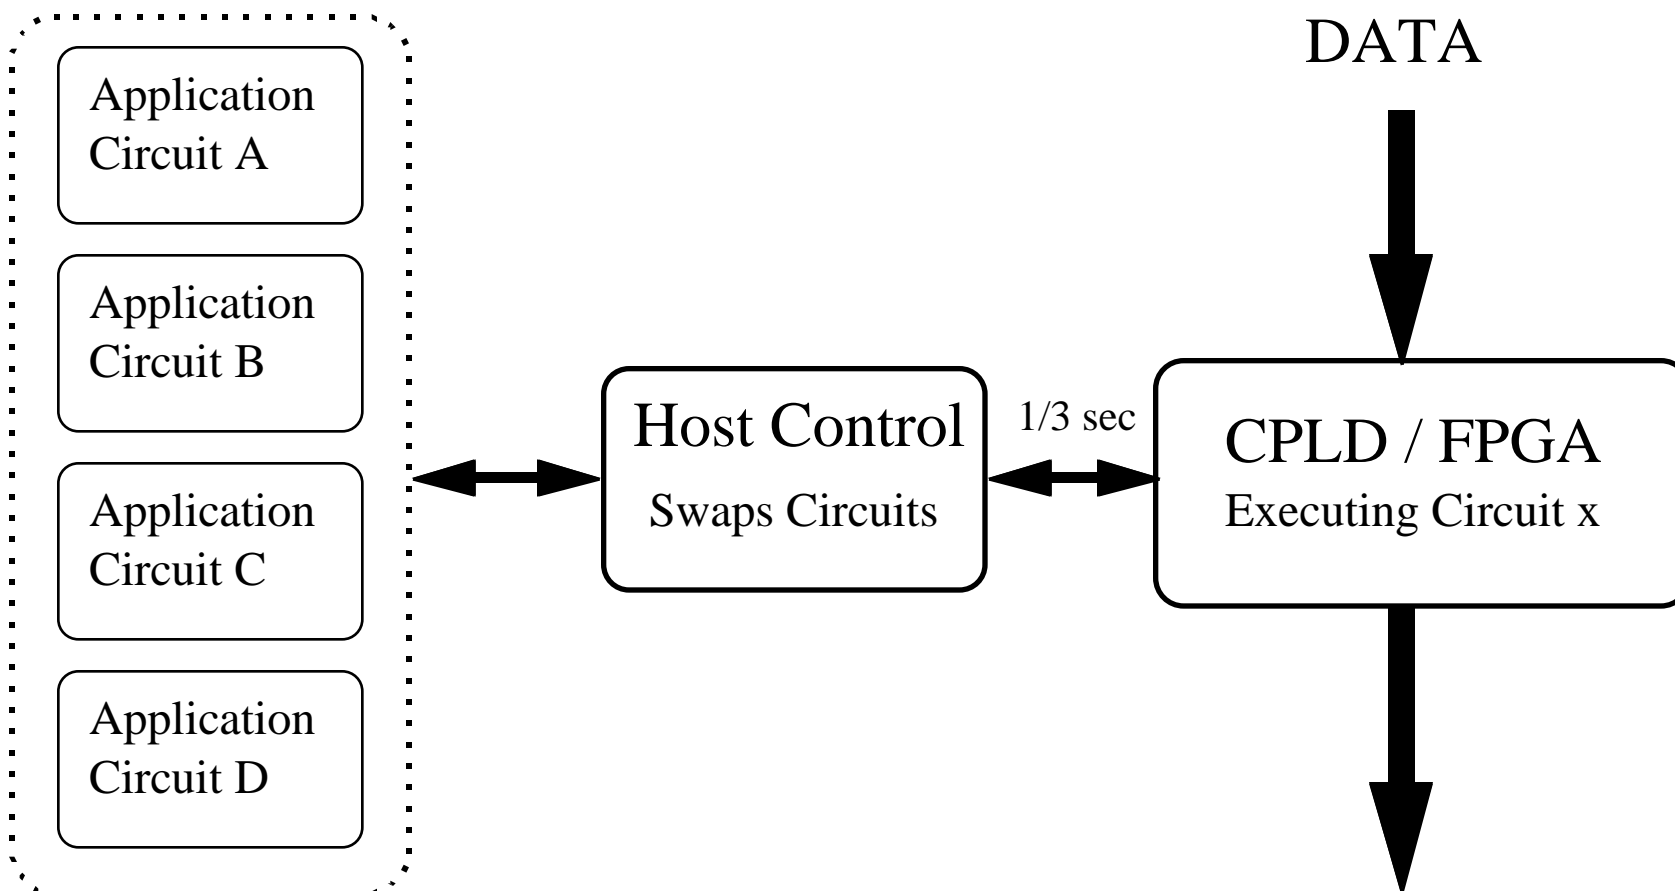 Application
Circuit A
Application
Circuit B
Application
Circuit C
Application
Circuit D
Host Control
Swaps Circuits
1/3 sec
DATA
CPLD / FPGA
Executing Circuit x